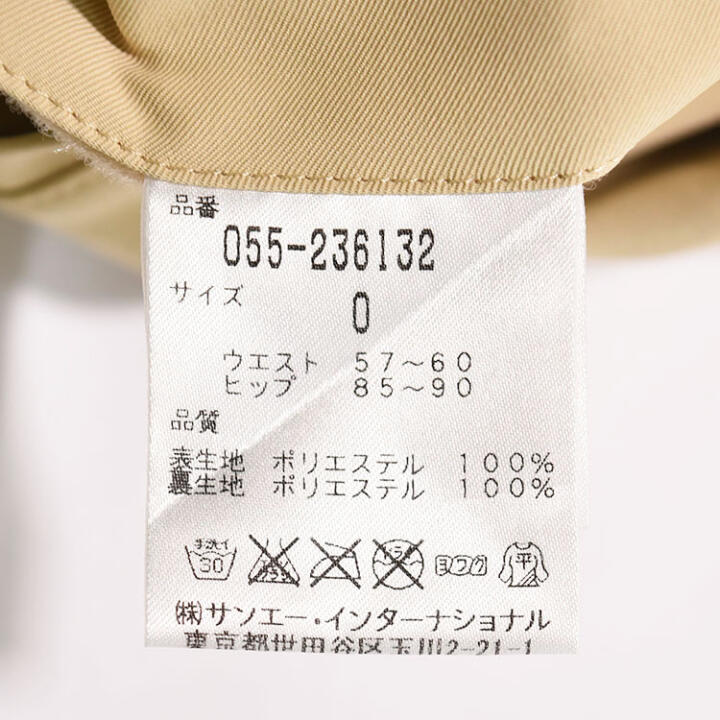 品番
055-236132
サイズ
0
ウエスト 57〜60
ヒップ 85〜90
品質
表生地 ポリエステル 100%
裏生地 ポリエステル 100%
手洗イ
30
ヨワク
平
(株)サンエー・インターナショナル
東京都世田谷区玉川2-21-1